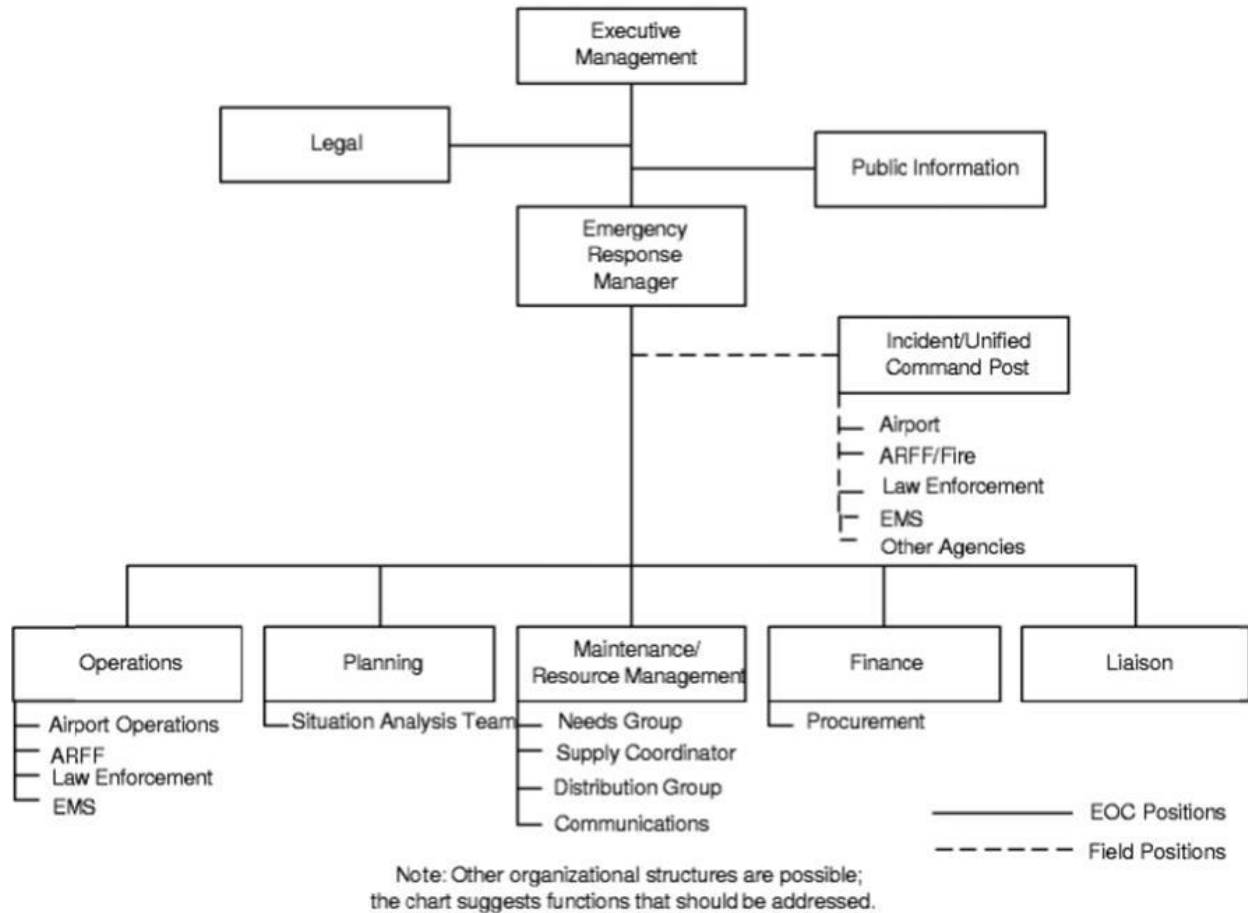 Executive
Management
Legal
Public Information
Emergency
Response
Manager
Incident/Unified
Command Post
Airport
ARFF/Fire
Law Enforcement
EMS
Other Agencies
Operations
Airport Operations
ARFF
Law Enforcement
EMS
Planning
Situation Analysis Team
Maintenance/
Resource Management
Needs Group
Supply Coordinator
Distribution Group
Communications
Finance
Procurement
Liaison
EOC Positions
Field Positions
Note: Other organizational structures are possible;
the chart suggests functions that should be addressed.